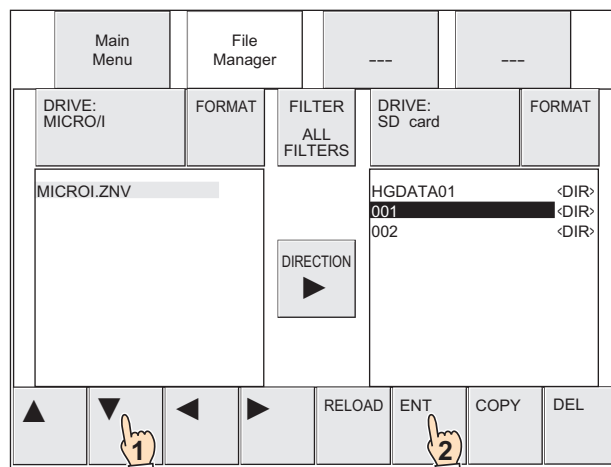 Main
Menu
File
Manager
---
---
DRIVE:
MICRO/I
FORMAT
FILTER
ALL
FILTERS
DRIVE:
SD card
FORMAT
MICROI.ZNV
HGDATA01 <DIR>
001 <DIR>
002 <DIR>
DIRECTION
▶
▲ ▼ ◀ ▶ RELOAD ENT COPY DEL
1 2